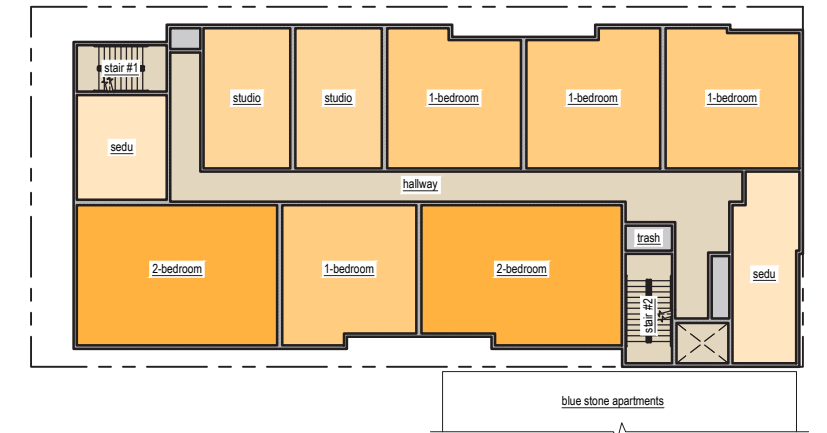 stair #1
studio
studio
1-bedroom
1-bedroom
1-bedroom
sedu
hallway
trash
2-bedroom
1-bedroom
2-bedroom
sedu
stair #2
blue stone apartments